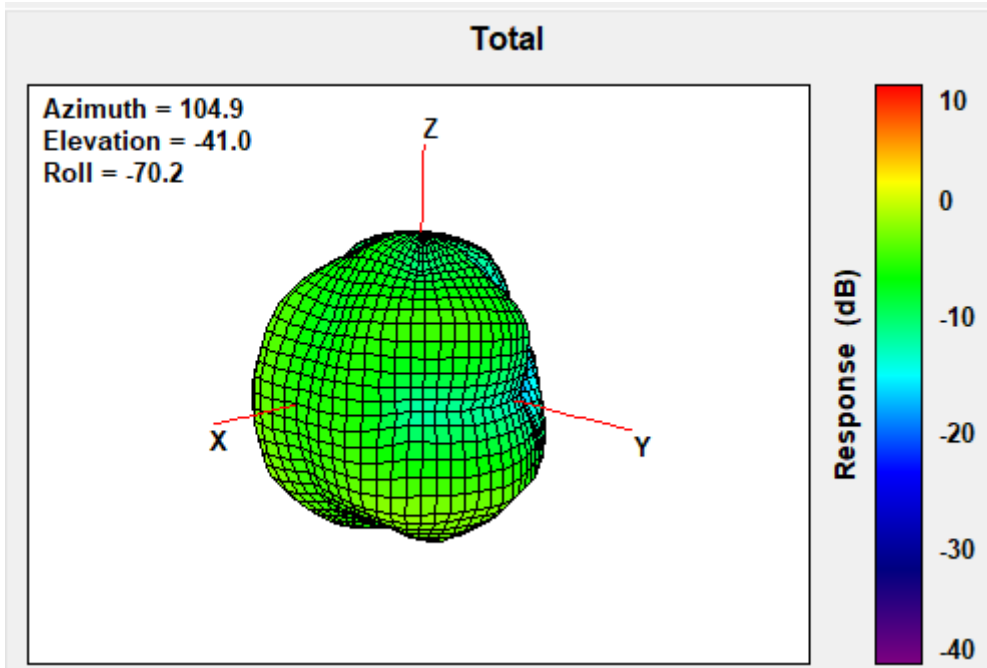 Total
Azimuth = 104.9
Elevation = -41.0
Roll = -70.2
Z
X
Y
10
0
-10
-20
-30
-40
Response (dB)